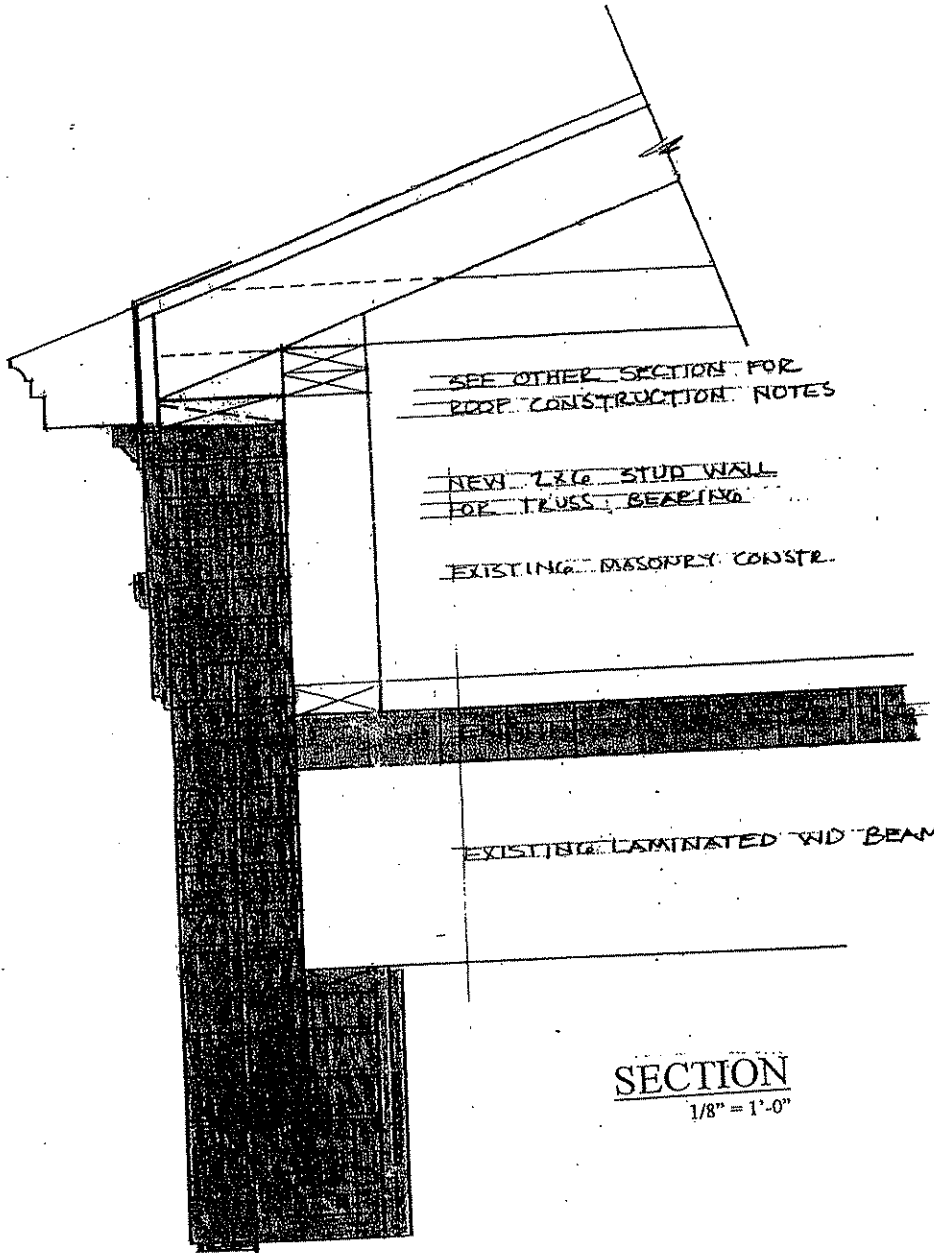 SEE OTHER SECTION FOR
ROOF CONSTRUCTION NOTES
NEW 2X6 STUD WALL
FOR TRUSS BEARING
EXISTING MASONRY CONSTR.
EXISTING LAMINATED WD BEAM
SECTION
1/8" = 1'-0"